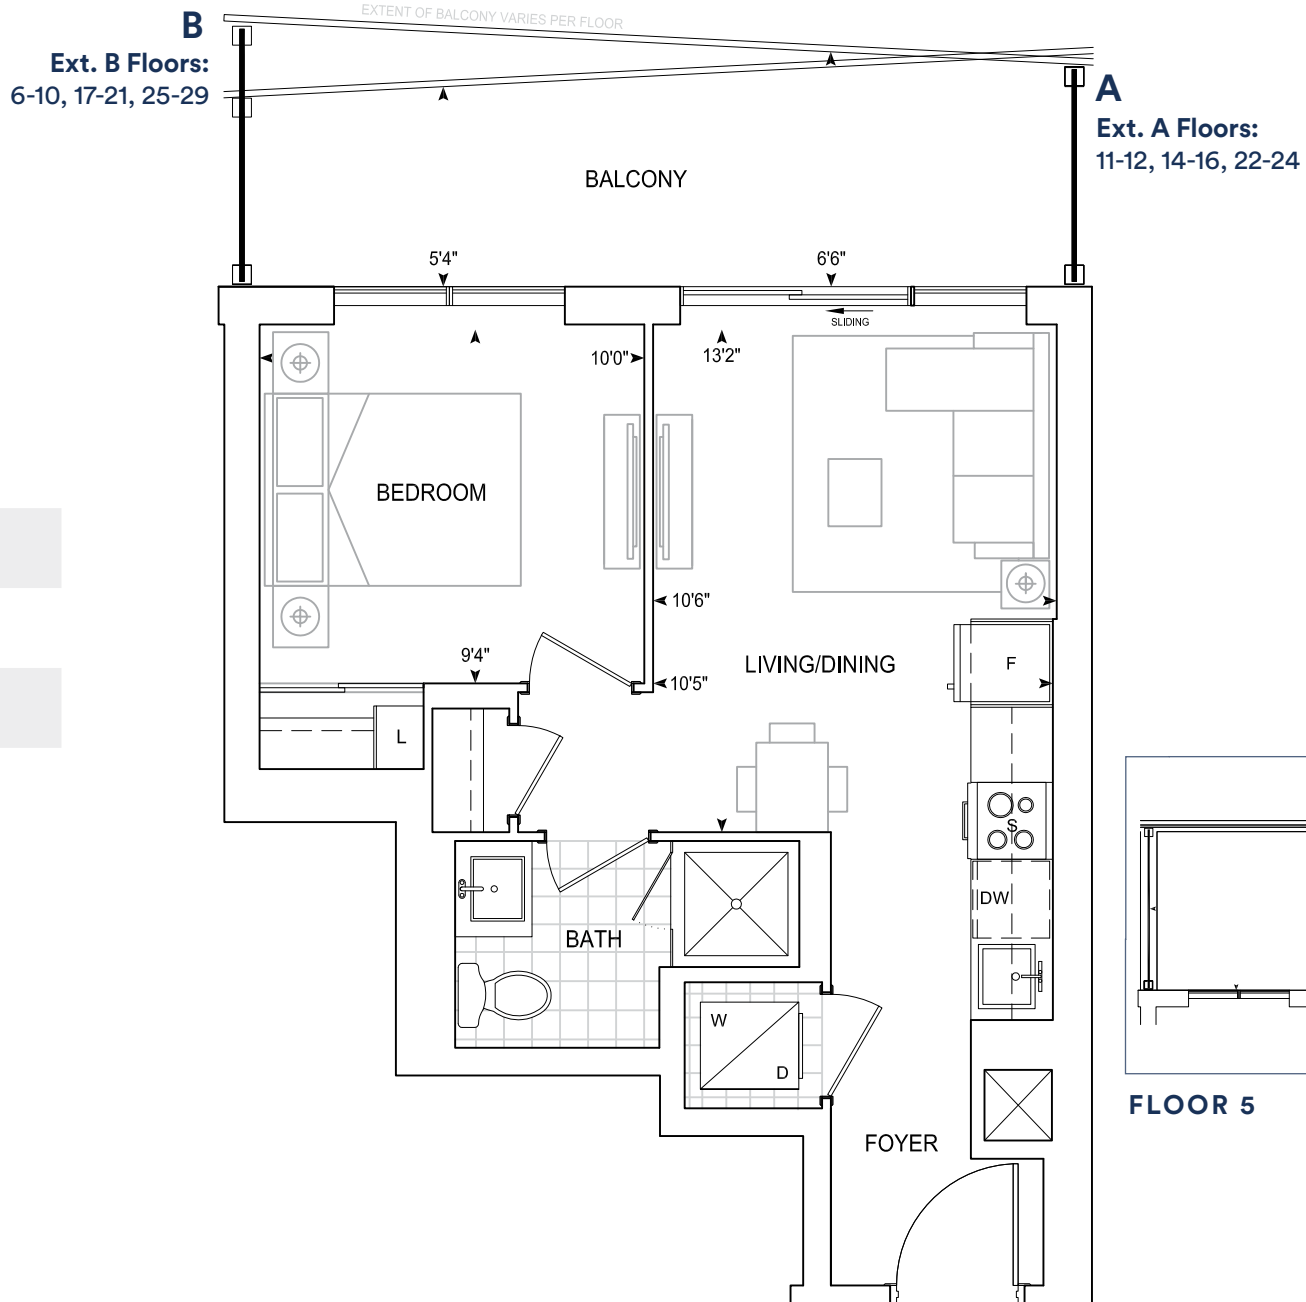 EXTENT OF BALCONY VARIES PER FLOOR
B
Ext. B Floors:
6-10, 17-21, 25-29
A
Ext. A Floors:
11-12, 14-16, 22-24
BALCONY
5'4"
6'6"
SLIDING
10'0"
13'2"
BEDROOM
10'6"
9'4"
LIVING/DINING
F
10'5"
L
S
DW
BATH
W
D
FOYER
FLOOR 5